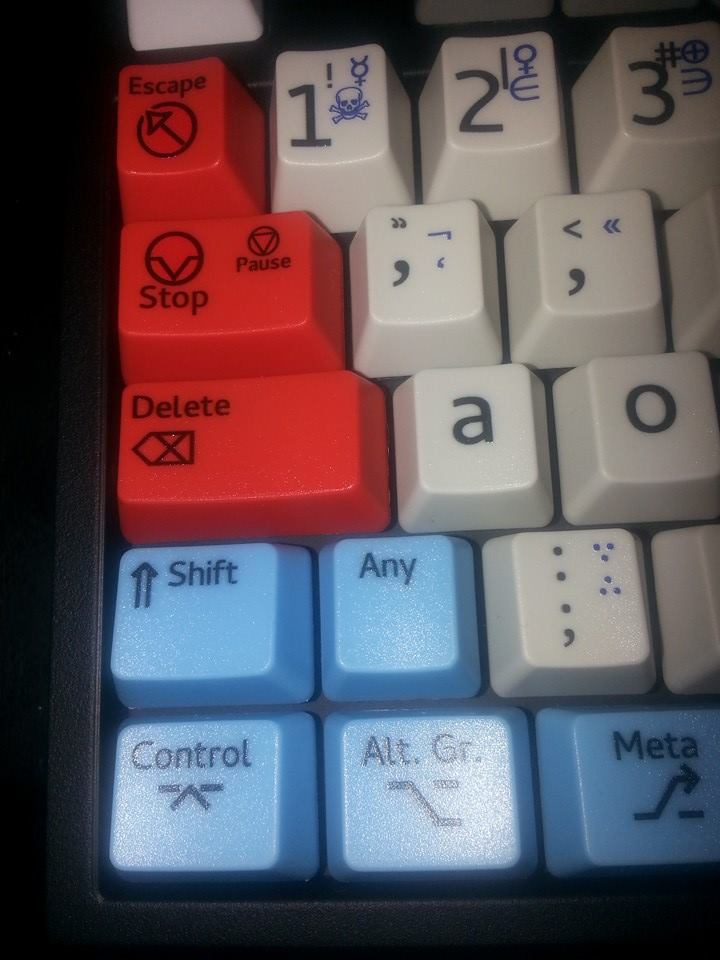 Escape
1 ! ☿ ☠
2 | ♀ ⋹
3 # ⊕ ∋
Stop
Pause
” ¬
’ ‘
< «
,
Delete
a
o
⇑ Shift
Any
:
;
Control
Alt. Gr.
Meta